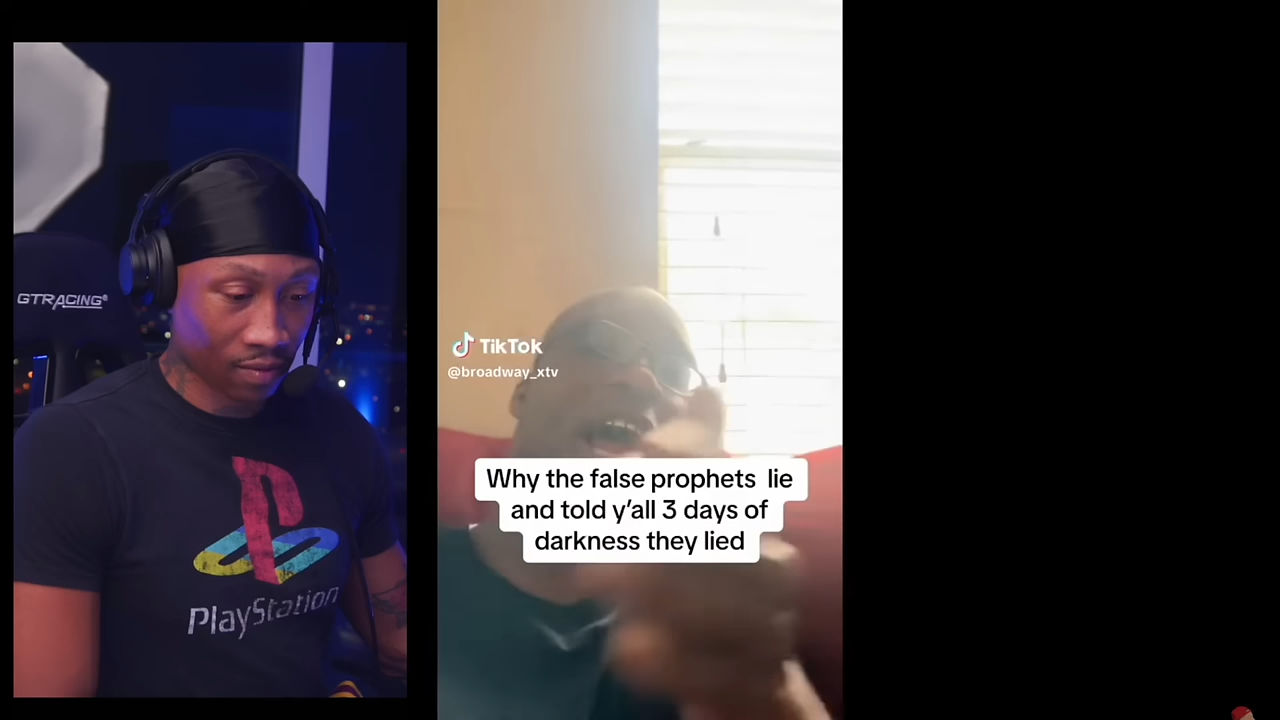 GTRACING
PlayStation
TikTok
@broadway_xtv
Why the false prophets lie
and told y’all 3 days of
darkness they lied